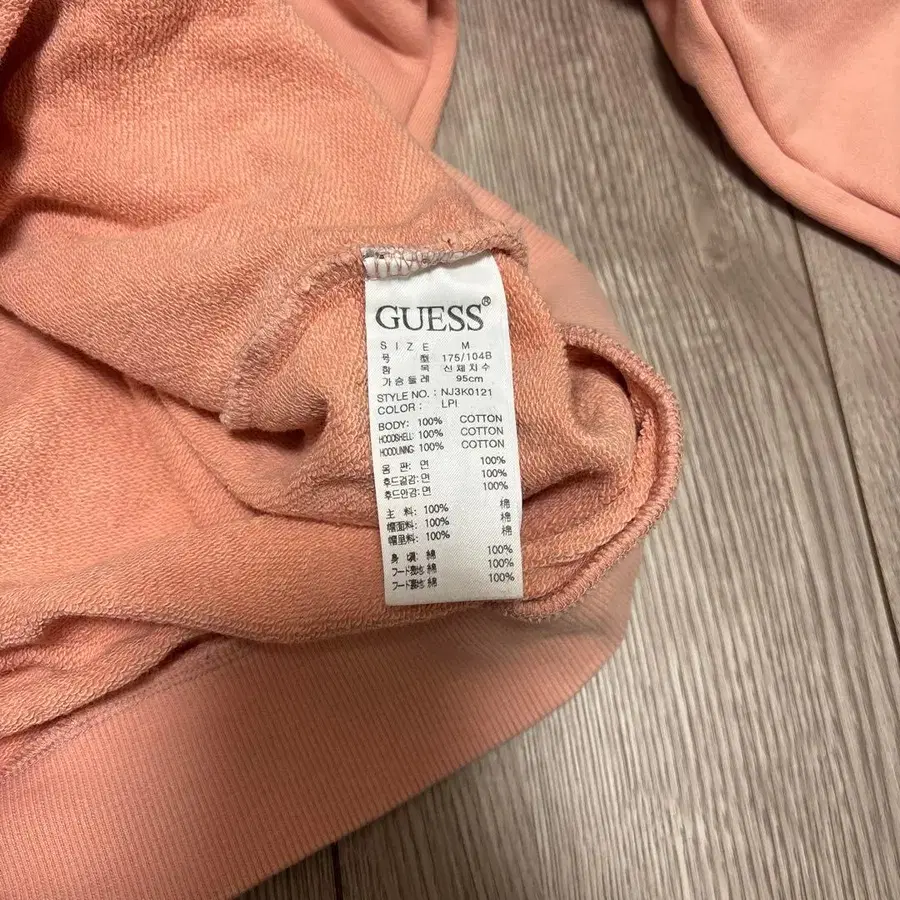 GUESS®
SIZE M
号 型 175/104B
항 목 신체치수
가슴둘레 95cm
STYLE NO. : NJ3K0121
COLOR : LPI
BODY: 100% COTTON
HOODSHELL: 100% COTTON
HOODLINING: 100% COTTON
몸 판: 면 100%
후드겉감: 면 100%
후드안감: 면 100%
主 料: 100% 棉
帽面料: 100% 棉
帽里料: 100% 棉
身 頃: 綿 100%
フード表地: 綿 100%
フード裏地: 綿 100%